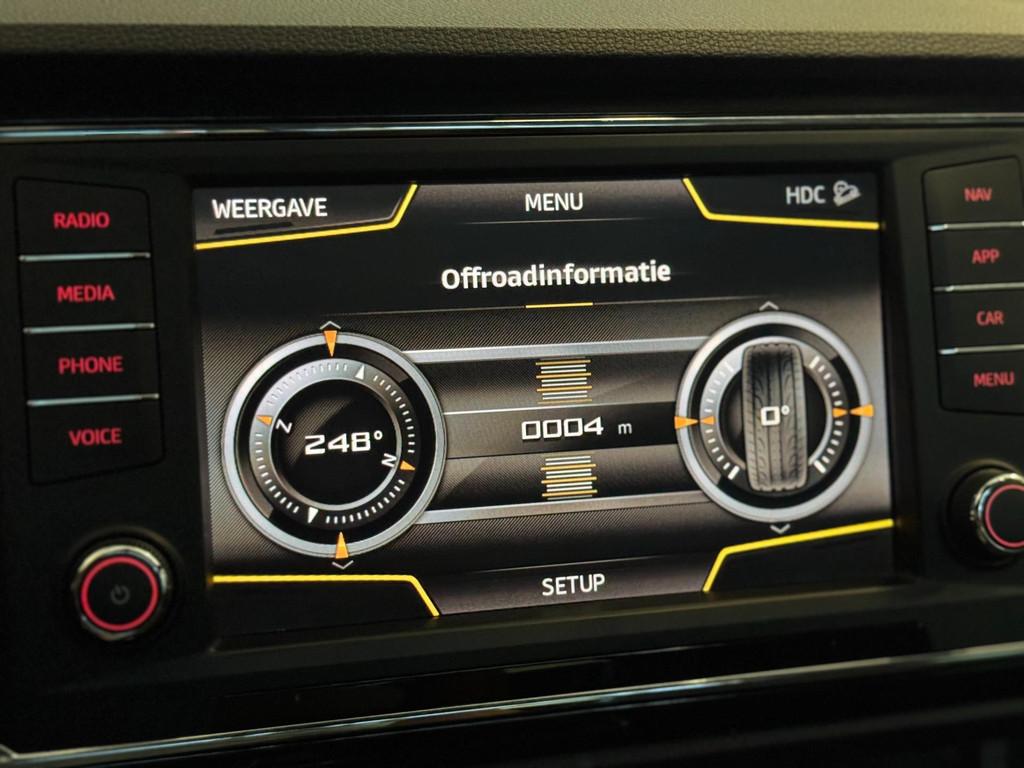 WEERGAVE
MENU
HDC
Offroadinformatie
RADIO
MEDIA
PHONE
VOICE
NAV
APP
CAR
MENU
N
248°
Z
0004 m
0°
SETUP